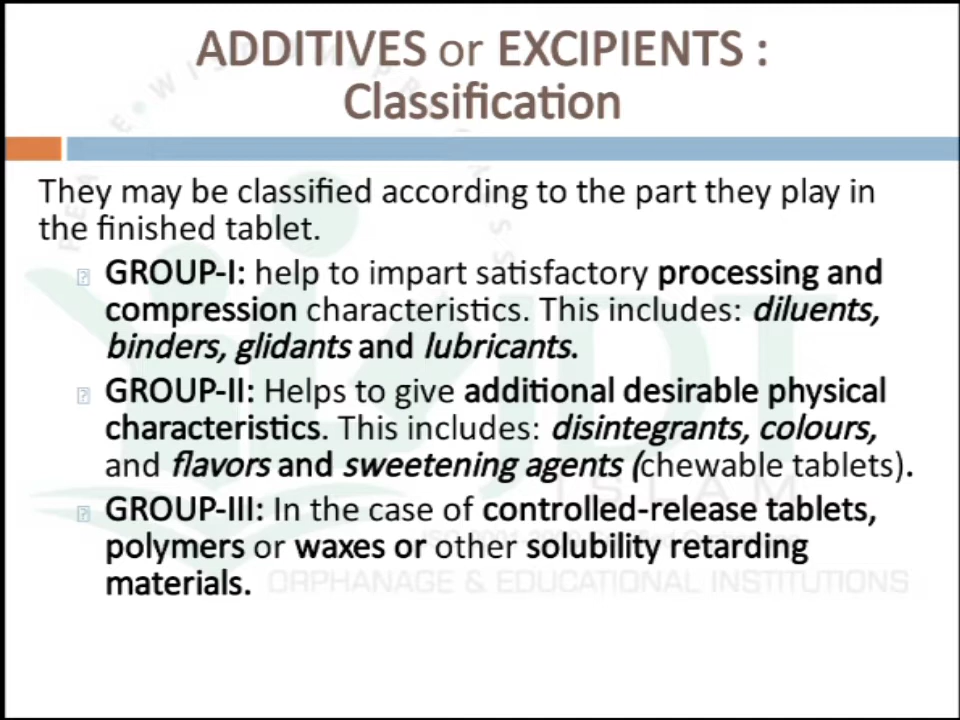 ADDITIVES or EXCIPIENTS :
Classification
They may be classified according to the part they play in
the finished tablet.
GROUP-I: help to impart satisfactory processing and
compression characteristics. This includes: diluents,
binders, glidants and lubricants.
GROUP-II: Helps to give additional desirable physical
characteristics. This includes: disintegrants, colours,
and flavors and sweetening agents (chewable tablets).
GROUP-III: In the case of controlled-release tablets,
polymers or waxes or other solubility retarding
materials.
JDT
ISLAM
ORPHANAGE & EDUCATIONAL INSTITUTIONS